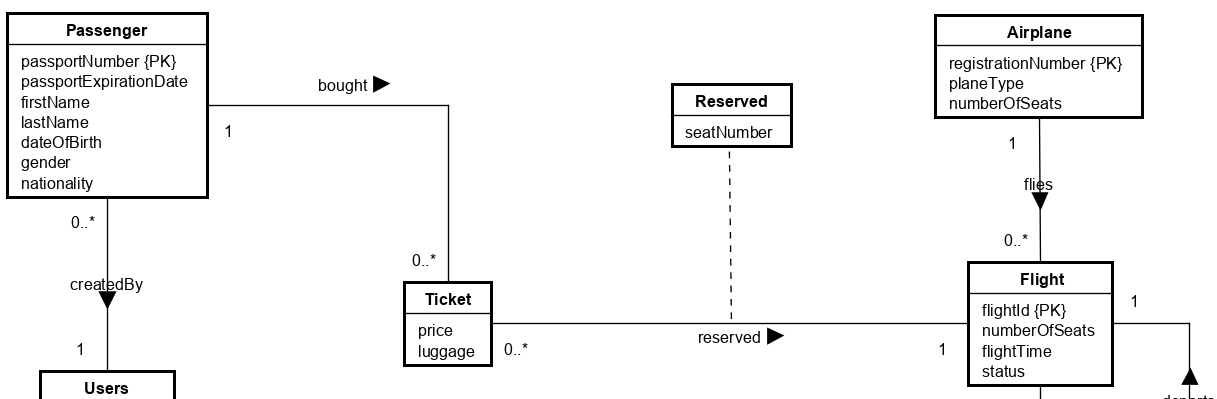 Passenger
passportNumber {PK}
passportExpirationDate
firstName
lastName
dateOfBirth
gender
nationality
bought
1
0..*
createdBy
1
Users
0..*
Ticket
price
luggage
0..*
Reserved
seatNumber
reserved
1
Airplane
registrationNumber {PK}
planeType
numberOfSeats
1
flies
0..*
Flight
flightId {PK}
numberOfSeats
flightTime
status
1